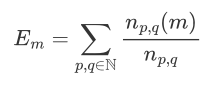 $$E_m = \sum_{p,q \in \mathbb{N}} \frac{n_{p,q}(m)}{n_{p,q}}$$